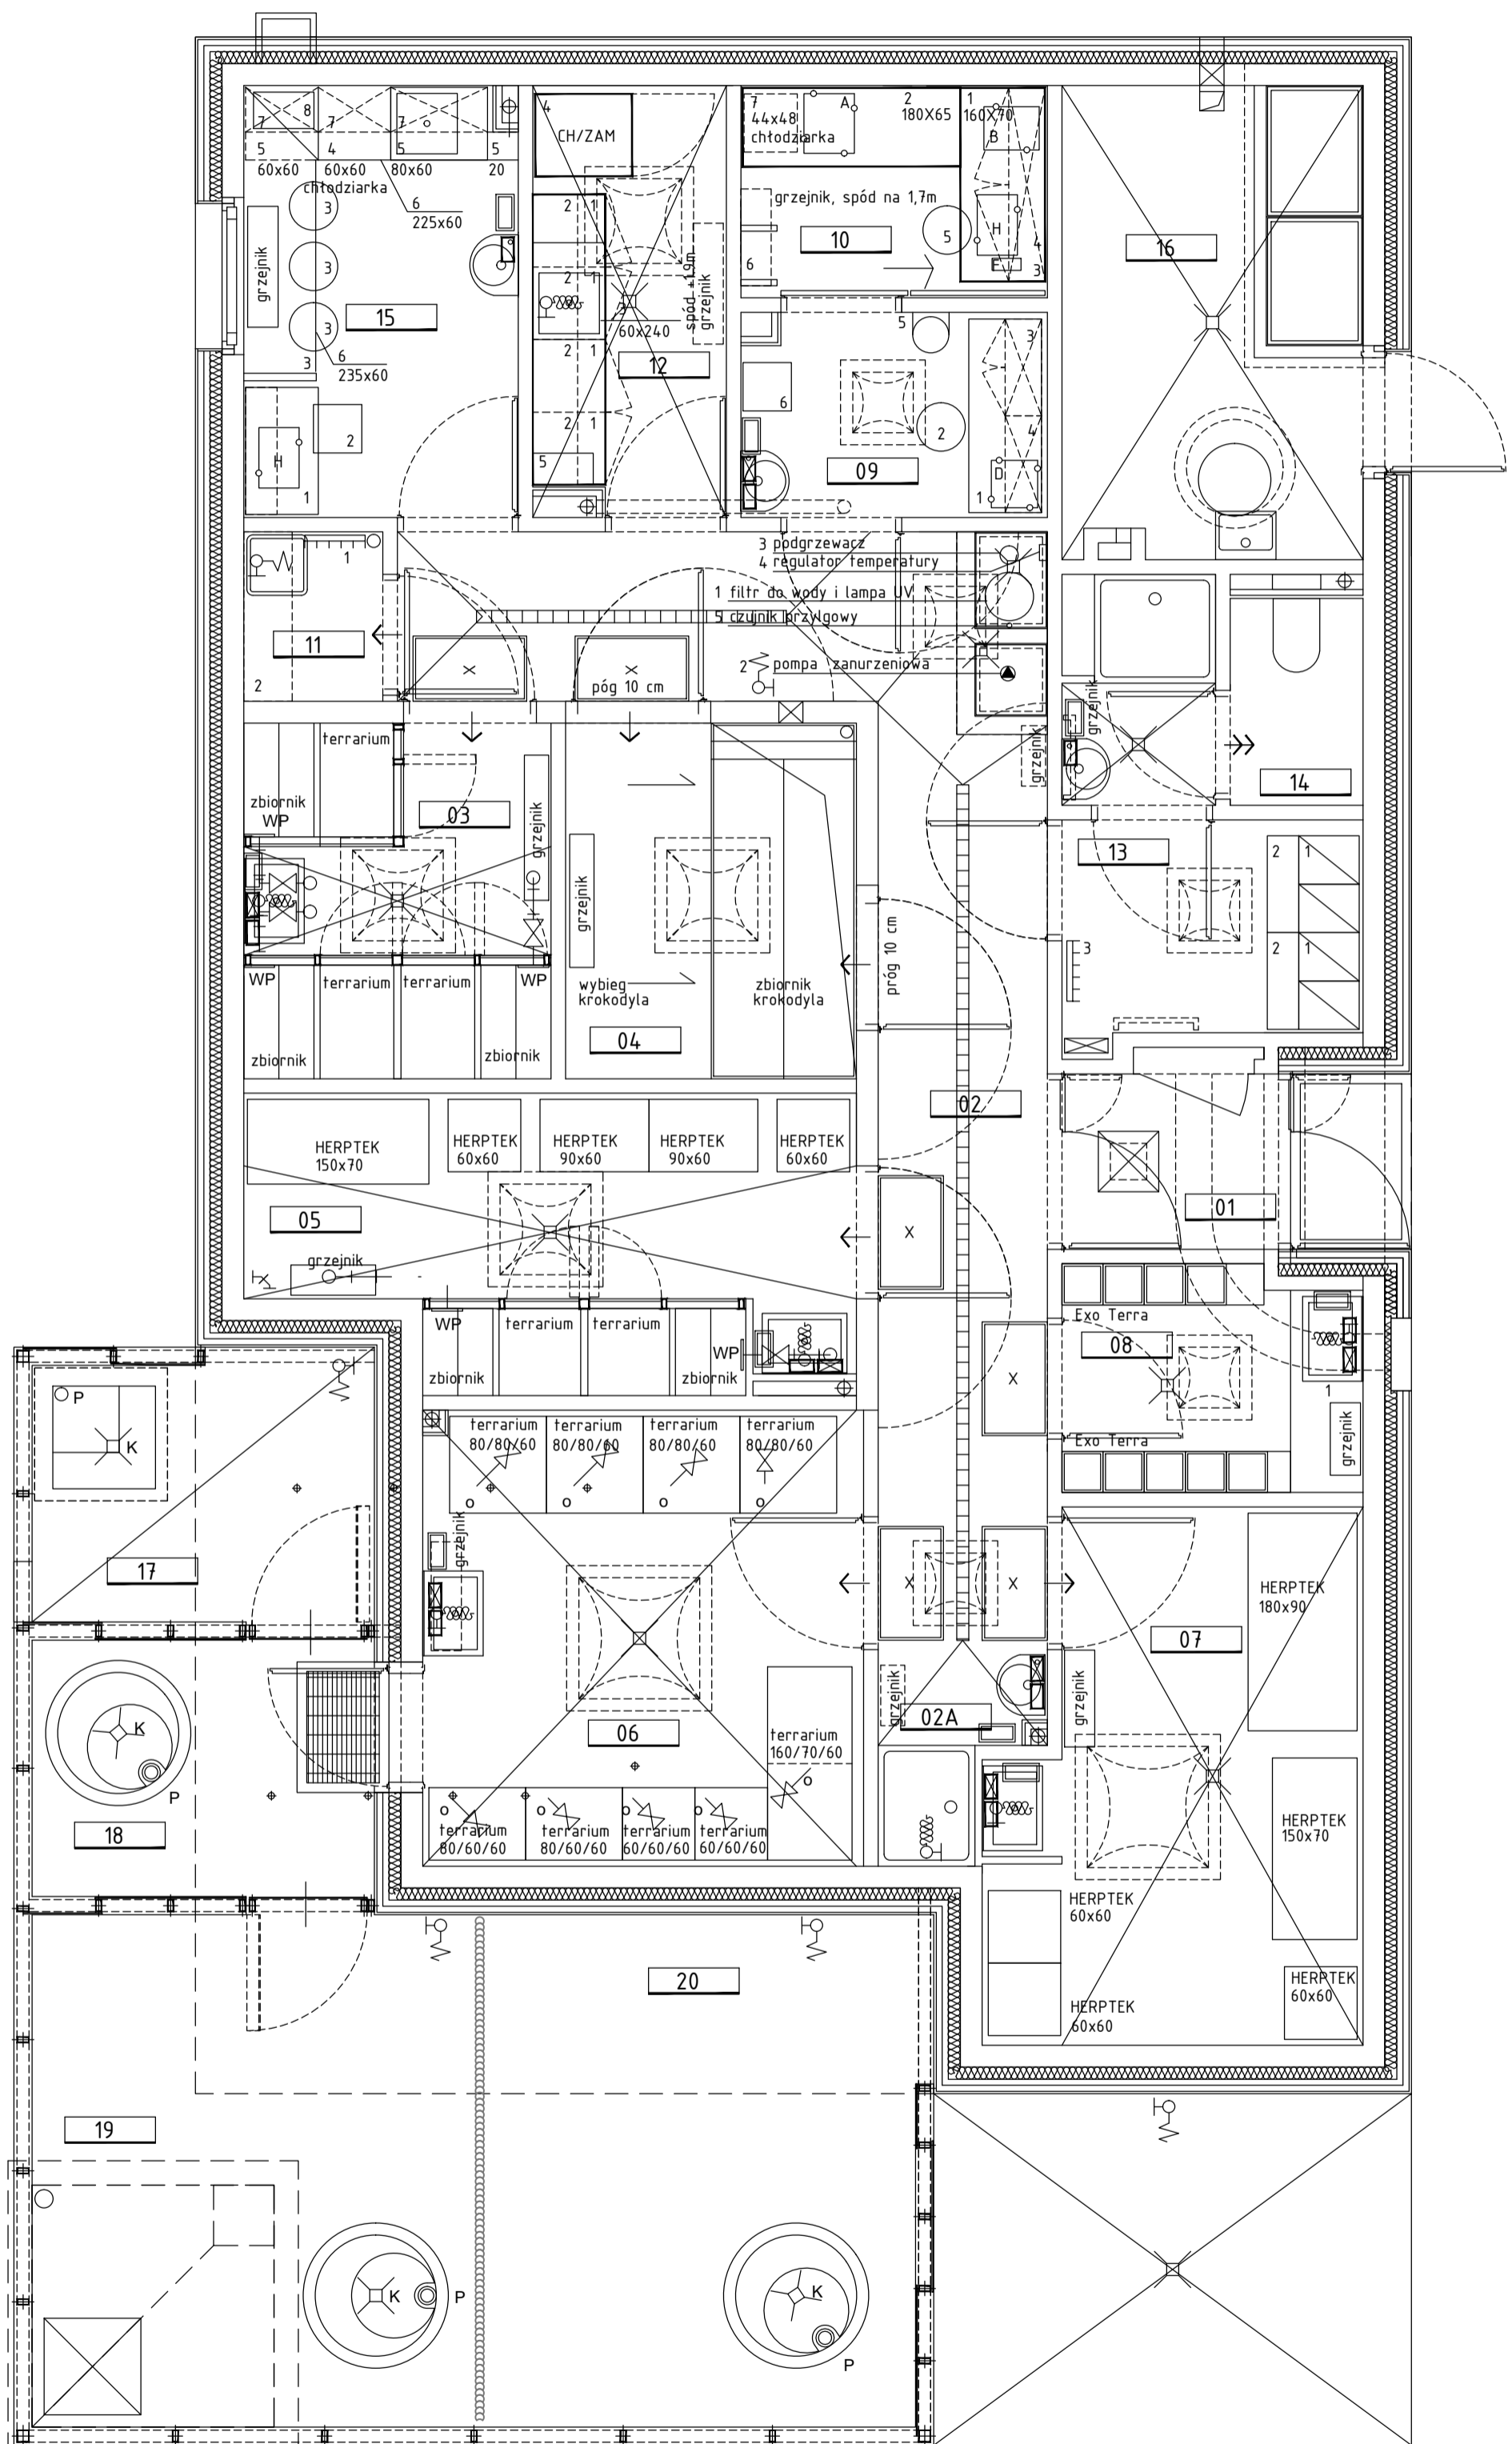 8
7
7
7
5
4
5
5
60x60
60x60
80x60
20
chłodziarka
3
6
225x60
3
grzejnik
15
3
3
6
235x60
2
H
1
4
CH/ZAM
2 1
2 1
60x240
spód +1,9m
grzejnik
12
2 1
2 1
5
7
44x48
chłodziarka
A
2
180X65
1
160X70
B
grzejnik, spód na 1,7m
10
5
H
4
E
3
6
16
5
3
6
2
4
09
D
1
3 podgrzewacz
4 regulator temperatury
1 filtr do wody i lampa UV
5 czujnik przylgowy
2 pompa zanurzeniowa
1
11
2
X
X
póg 10 cm
grzejnik
grzejnik
14
terrarium
zbiornik
WP
03
grzejnik
WP
terrarium
terrarium
WP
zbiornik
zbiornik
grzejnik
wybieg
krokodyla
04
zbiornik
krokodyla
próg 10 cm
13
2 1
2 1
3
02
HERPTEK
150x70
HERPTEK
60x60
HERPTEK
90x60
HERPTEK
90x60
HERPTEK
60x60
05
grzejnik
X
01
WP
terrarium
terrarium
WP
zbiornik
zbiornik
Exo Terra
08
X
1
grzejnik
Exo Terra
P
K
17
terrarium
80/80/60
terrarium
80/80/60
terrarium
80/80/60
terrarium
80/80/60
o
o
o
o
grzejnik
X
X
HERPTEK
180x90
07
06
terrarium
160/70/60
o
grzejnik
02A
grzejnik
K
P
18
o
terrarium
80/60/60
o
terrarium
80/60/60
o
terrarium
60/60/60
o
terrarium
60/60/60
HERPTEK
150x70
HERPTEK
60x60
HERPTEK
60x60
HERPTEK
60x60
20
19
K
P
K
P